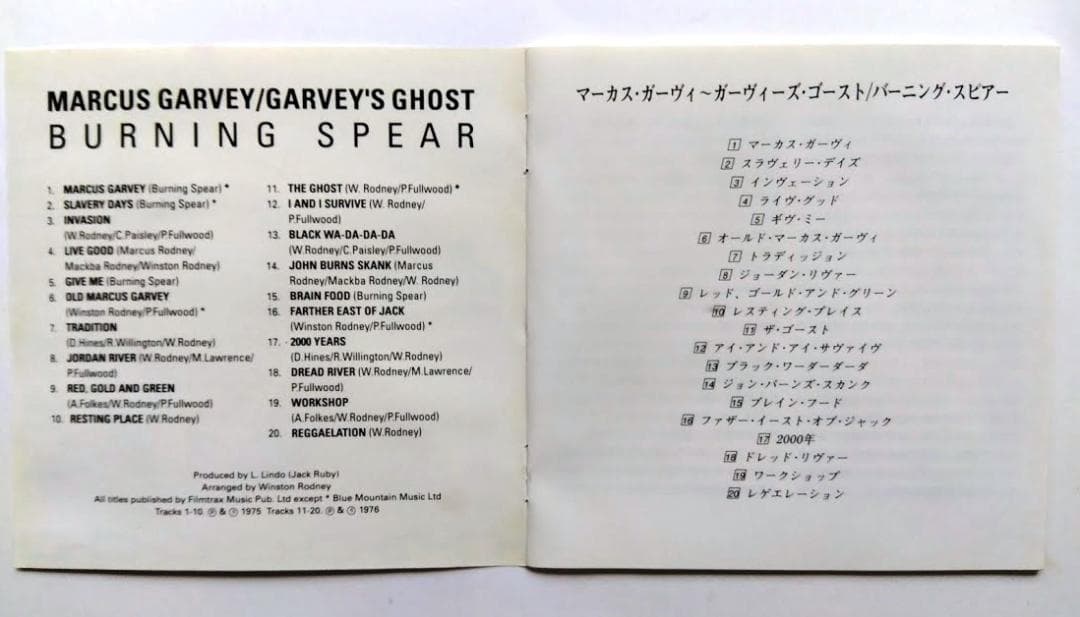 MARCUS GARVEY/GARVEY'S GHOST
BURNING SPEAR
1. MARCUS GARVEY (Burning Spear) *
2. SLAVERY DAYS (Burning Spear) *
3. INVASION
(W.Rodney/C.Paisley/P.Fullwood)
4. LIVE GOOD (Marcus Rodney/
Mackba Rodney/Winston Rodney)
5. GIVE ME (Burning Spear)
6. OLD MARCUS GARVEY
(Winston Rodney/P.Fullwood) *
7. TRADITION
(D.Hines/R.Willington/W.Rodney)
8. JORDAN RIVER (W.Rodney/M.Lawrence/
P.Fullwood)
9. RED, GOLD AND GREEN
(A.Folkes/W.Rodney/P.Fullwood)
10. RESTING PLACE (W.Rodney)
11. THE GHOST (W. Rodney/P.Fullwood) *
12. I AND I SURVIVE (W. Rodney/
P.Fullwood)
13. BLACK WA-DA-DA-DA
(W.Rodney/C.Paisley/P.Fullwood)
14. JOHN BURNS SKANK (Marcus
Rodney/Mackba Rodney/W. Rodney)
15. BRAIN FOOD (Burning Spear)
16. FARTHER EAST OF JACK
(Winston Rodney/P.Fullwood) *
17. 2000 YEARS
(D.Hines/R.Willington/W.Rodney)
18. DREAD RIVER (W.Rodney/M.Lawrence/
P.Fullwood)
19. WORKSHOP
(A.Folkes/W.Rodney/P.Fullwood)
20. REGGAELATION (W.Rodney)
Produced by L. Lindo (Jack Ruby)
Arranged by Winston Rodney
All titles published by Filmtrax Music Pub. Ltd except * Blue Mountain Music Ltd
Tracks 1-10. ℗ & © 1975 Tracks 11-20. ℗ & © 1976
マーカス・ガーヴィ〜ガーヴィーズ・ゴースト/バーニング・スピアー
1 マーカス・ガーヴィ
2 スラヴェリー・デイズ
3 インヴェーション
4 ライヴ・グッド
5 ギヴ・ミー
6 オールド・マーカス・ガーヴィ
7 トラディッション
8 ジョーダン・リヴァー
9 レッド、ゴールド・アンド・グリーン
10 レスティング・プレイス
11 ザ・ゴースト
12 アイ・アンド・アイ・サヴァイヴ
13 ブラック・ワーダーダーダ
14 ジョン・バーンズ・スカンク
15 ブレイン・フード
16 ファザー・イースト・オブ・ジャック
17 2000年
18 ドレッド・リヴァー
19 ワークショップ
20 レゲエレーション